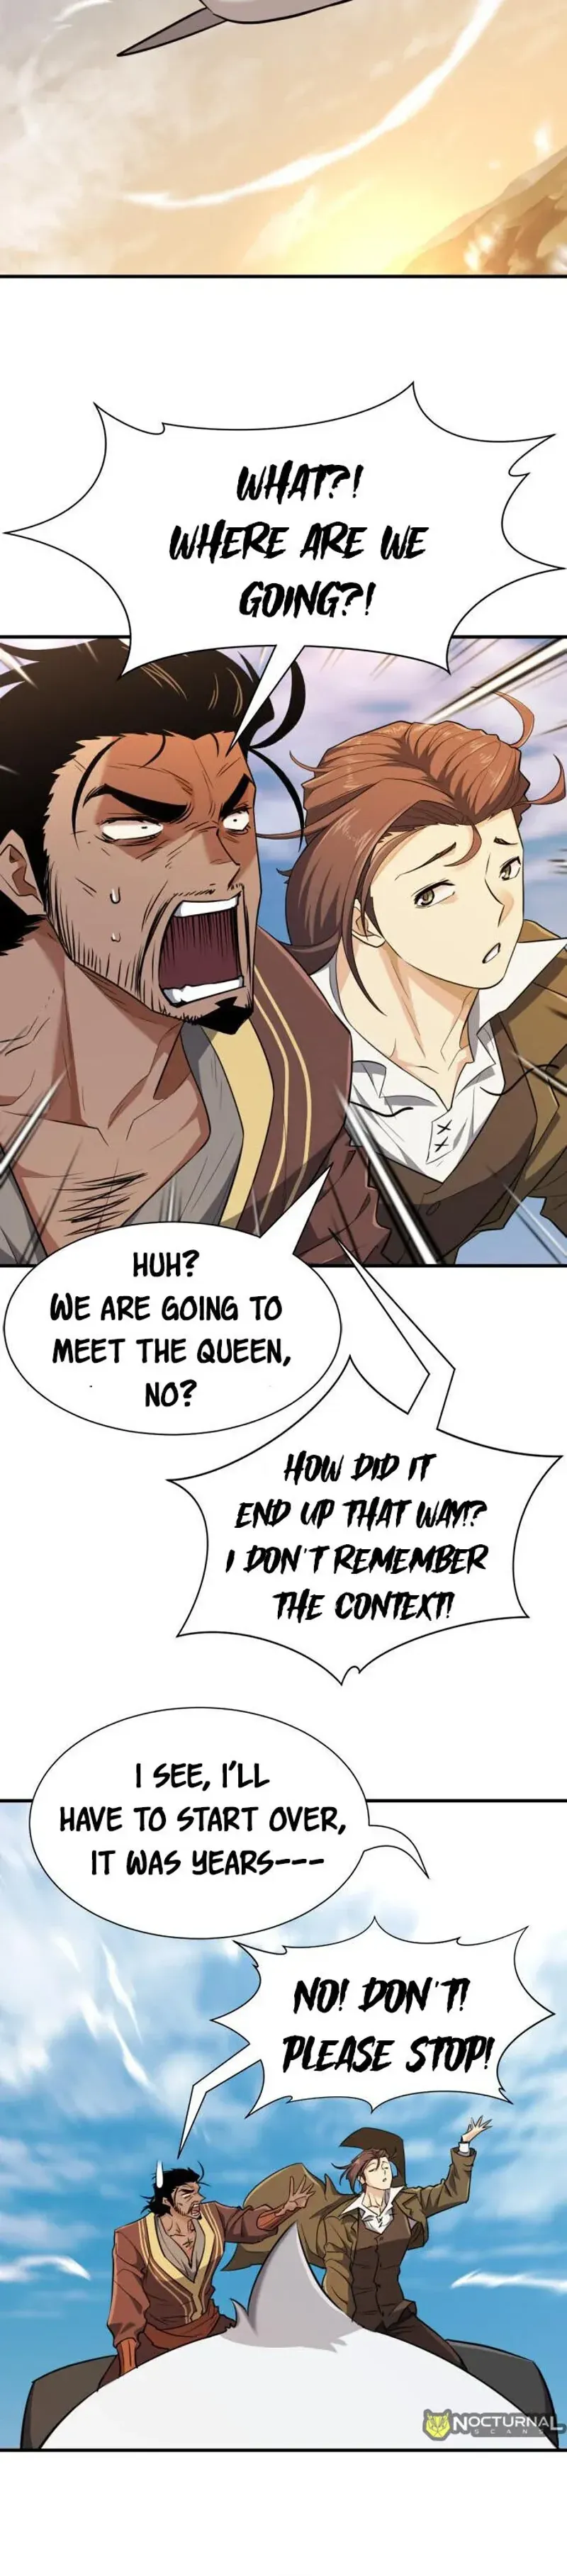 WHAT?!
WHERE ARE WE
GOING?!
HUH?
WE ARE GOING TO
MEET THE QUEEN,
NO?
HOW DID IT
END UP THAT WAY!?
I DON'T REMEMBER
THE CONTEXT!
I SEE, I'LL
HAVE TO START OVER,
IT WAS YEARS---
NO! DON'T!
PLEASE STOP!
NOCTURNAL
SCANS